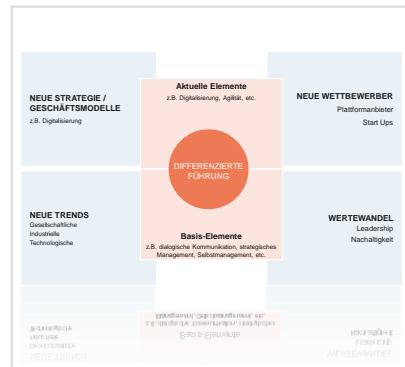 NEUE STRATEGIE /
GESCHÄFTSMODELLE
z.B. Digitalisierung
Aktuelle Elemente
z.B. Digitalisierung, Agilität, etc.
NEUE WETTBEWERBER
Plattformanbieter
Start Ups
DIFFERENZIERTE
FÜHRUNG
NEUE TRENDS
Gesellschaftliche
Industrielle
Technologische
Basis-Elemente
z.B. dialogische Kommunikation, strategisches
Management, Selbstmanagement, etc.
WERTEWANDEL
Leadership
Nachaltigkeit